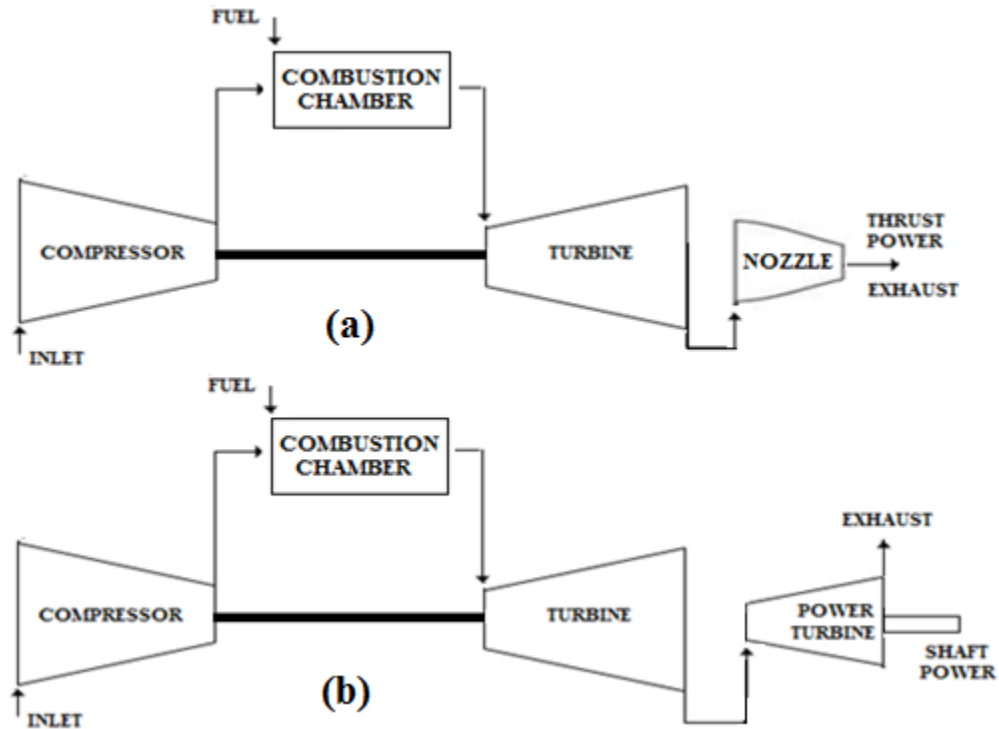 FUEL
COMBUSTION
CHAMBER
COMPRESSOR
TURBINE
NOZZLE
THRUST
POWER
EXHAUST
(a)
INLET
FUEL
COMBUSTION
CHAMBER
EXHAUST
COMPRESSOR
TURBINE
POWER
TURBINE
SHAFT
POWER
(b)
INLET